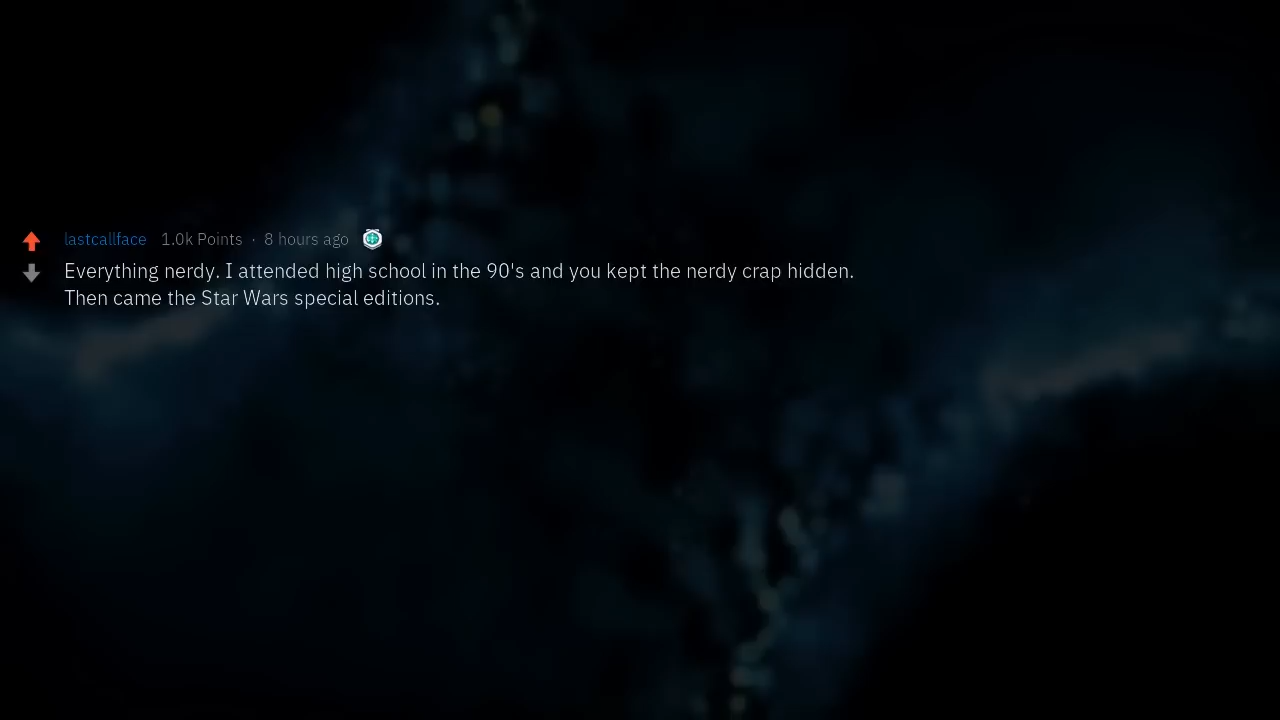 lastcallface 1.0k Points · 8 hours ago
Everything nerdy. I attended high school in the 90's and you kept the nerdy crap hidden.
Then came the Star Wars special editions.